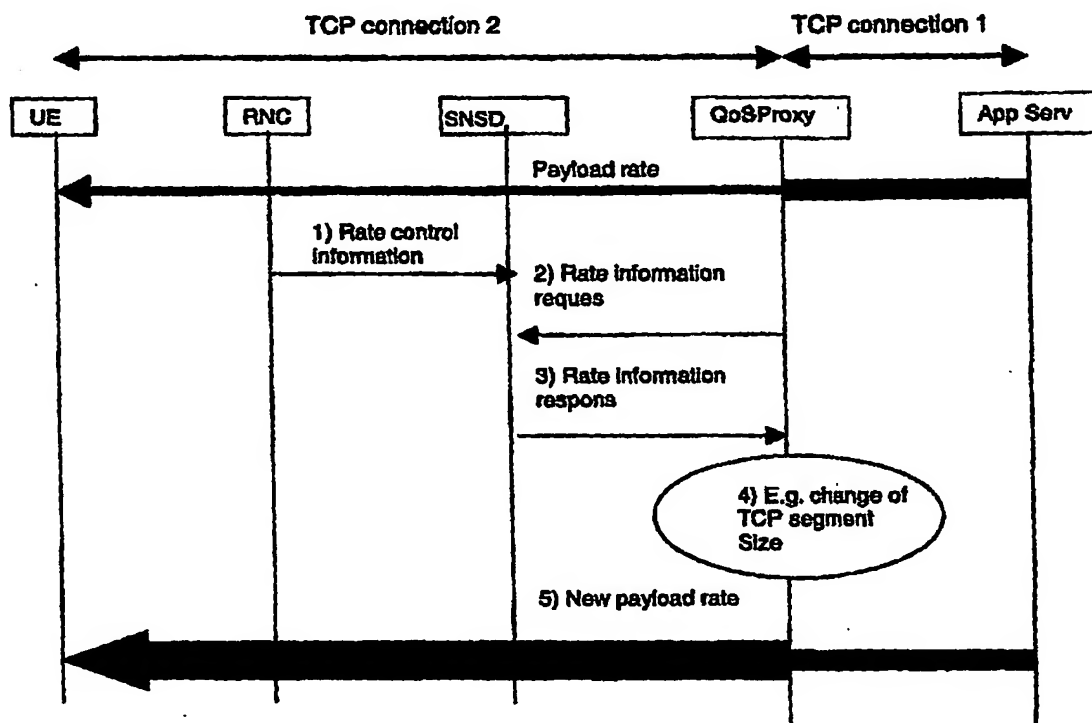 TCP connection 2
TCP connection 1
UE
RNC
SNSD
QoSProxy
App Serv
Payload rate
1) Rate control
information
2) Rate information
reques
3) Rate information
respons
4) E.g. change of
TCP segment
Size
5) New payload rate